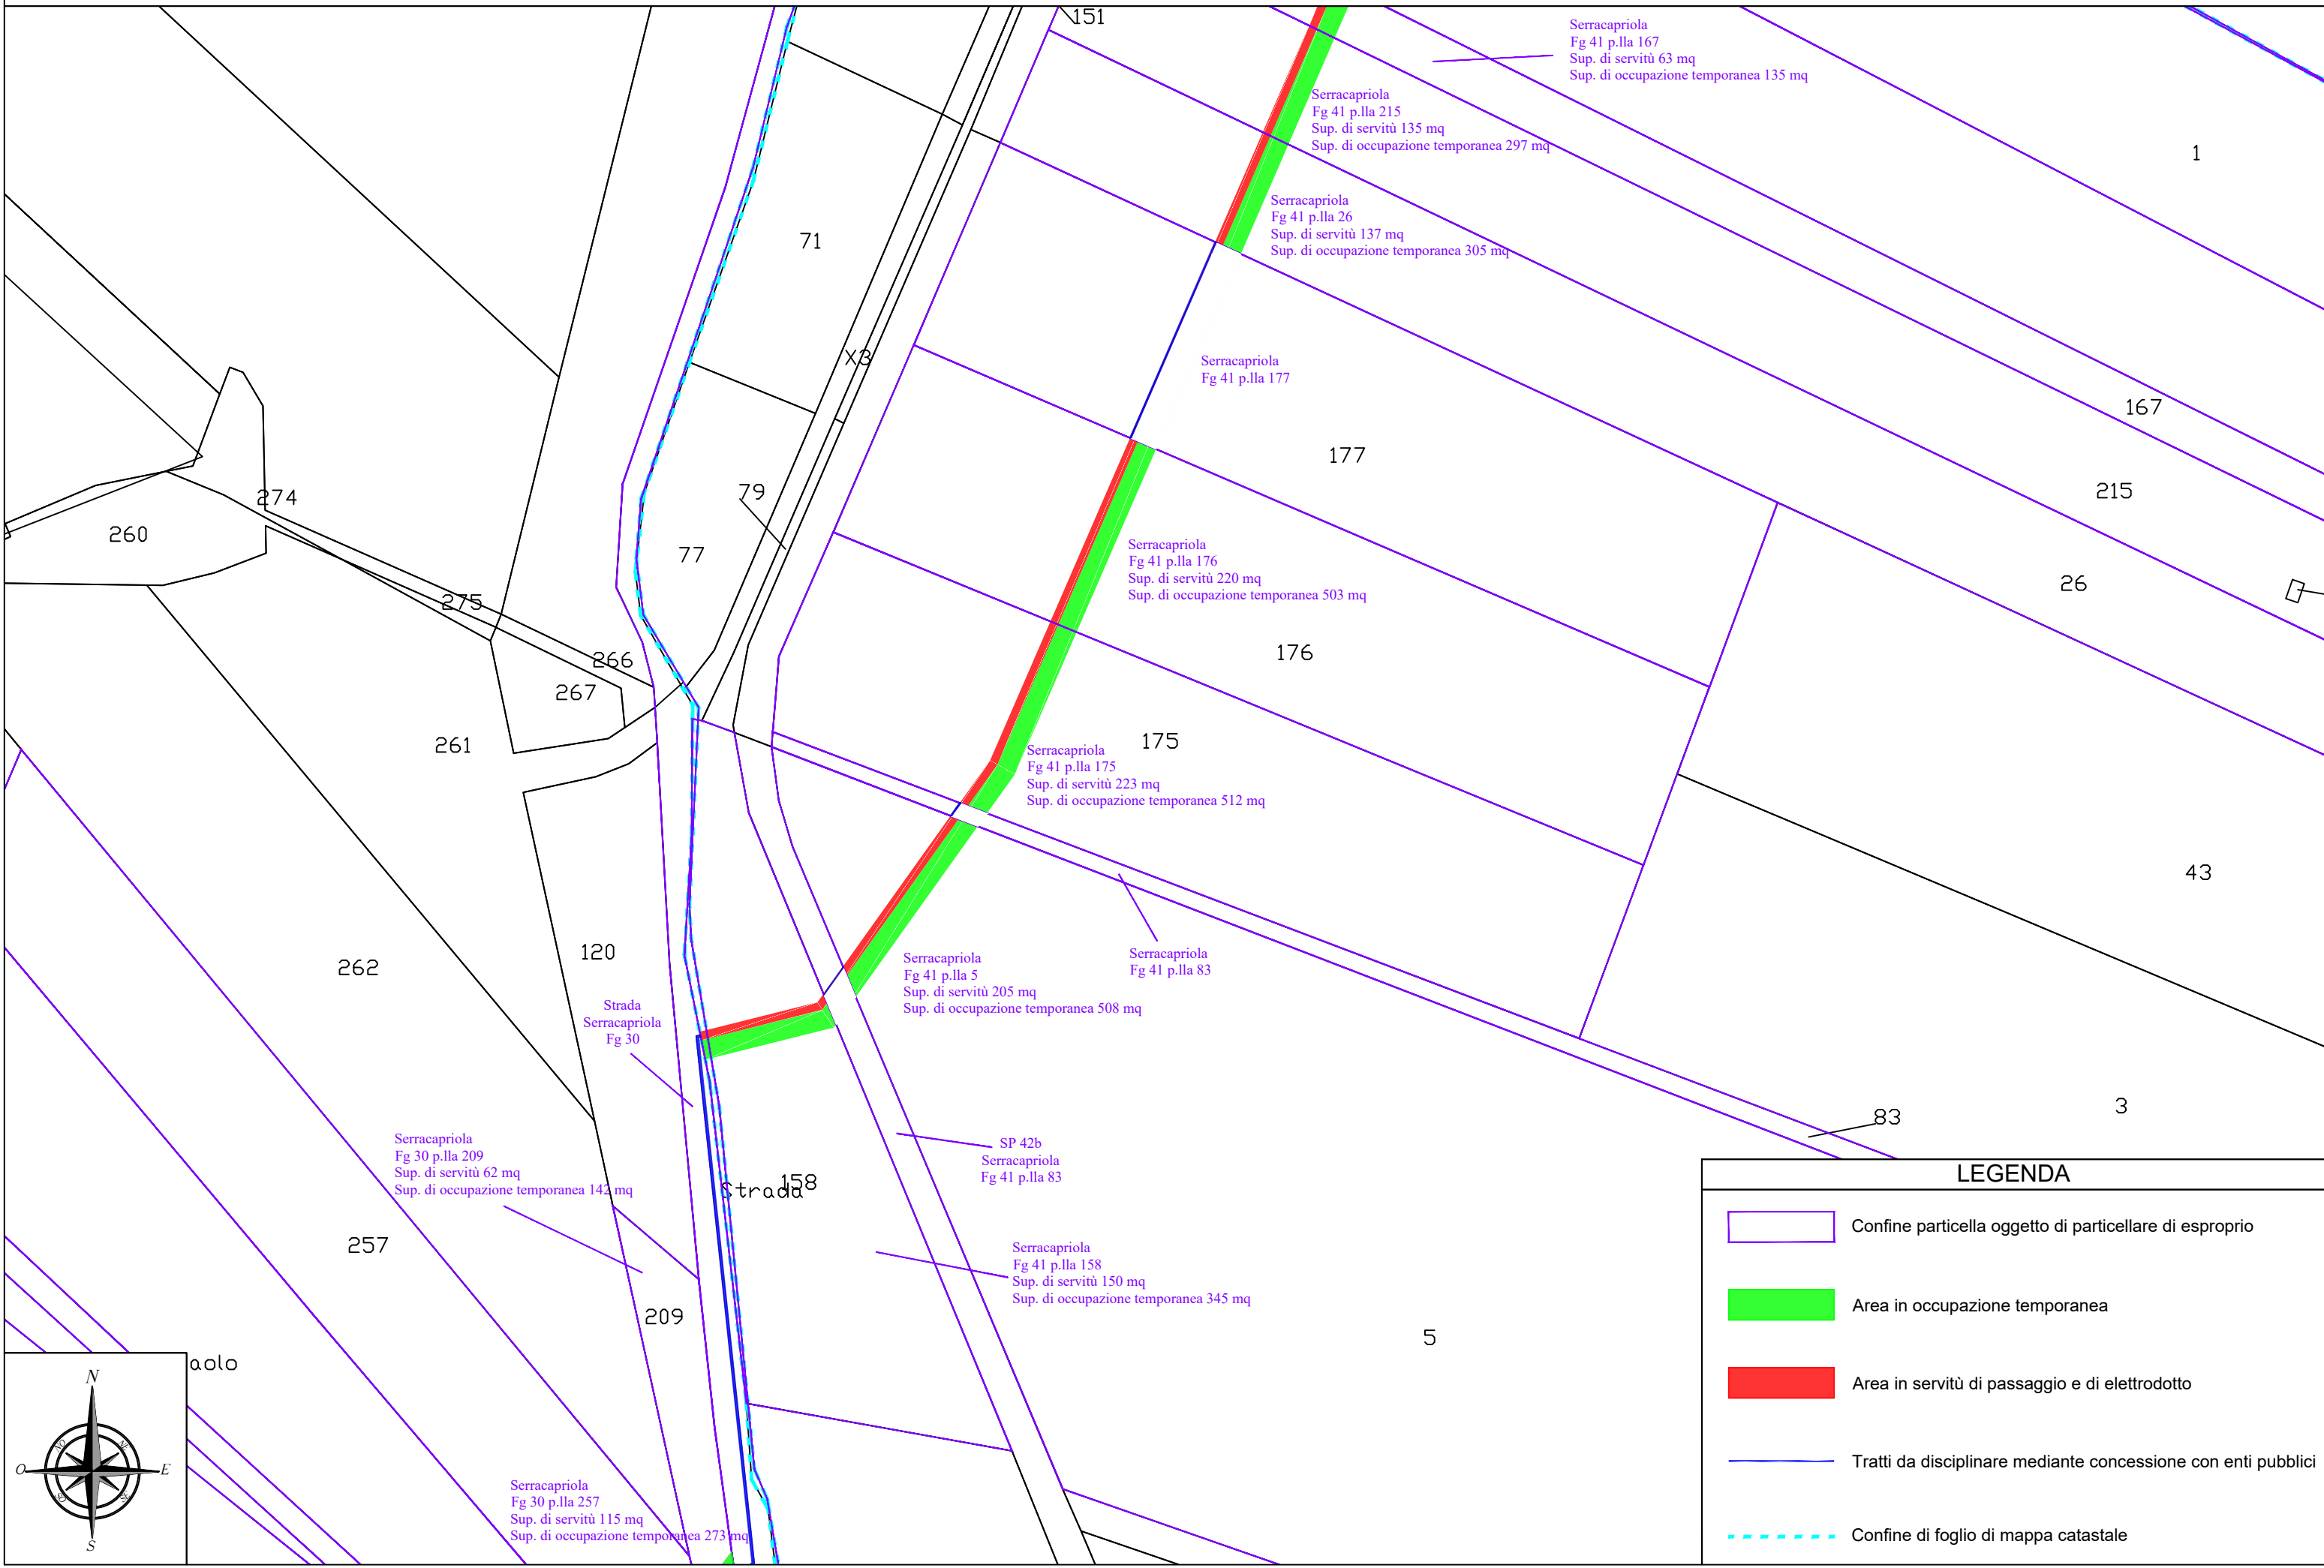 151
Serracapriola
Fg 41 p.lla 167
Sup. di servitù 63 mq
Sup. di occupazione temporanea 135 mq
Serracapriola
Fg 41 p.lla 215
Sup. di servitù 135 mq
Sup. di occupazione temporanea 297 mq
1
Serracapriola
Fg 41 p.lla 26
Sup. di servitù 137 mq
Sup. di occupazione temporanea 305 mq
71
X3
Serracapriola
Fg 41 p.lla 177
167
177
215
274
79
260
77
26
Serracapriola
Fg 41 p.lla 176
Sup. di servitù 220 mq
Sup. di occupazione temporanea 503 mq
275
266
267
176
261
175
Serracapriola
Fg 41 p.lla 175
Sup. di servitù 223 mq
Sup. di occupazione temporanea 512 mq
43
262
120
Serracapriola
Fg 41 p.lla 5
Sup. di servitù 205 mq
Sup. di occupazione temporanea 508 mq
Serracapriola
Fg 41 p.lla 83
Strada
Serracapriola
Fg 30
83
3
Serracapriola
Fg 30 p.lla 209
Sup. di servitù 62 mq
Sup. di occupazione temporanea 142 mq
SP 42b
Serracapriola
Fg 41 p.lla 83
158
Strada
257
Serracapriola
Fg 41 p.lla 158
Sup. di servitù 150 mq
Sup. di occupazione temporanea 345 mq
209
5
aolo
Serracapriola
Fg 30 p.lla 257
Sup. di servitù 115 mq
Sup. di occupazione temporanea 273 mq
N
NO
NE
O
E
SO
SE
S
LEGENDA
Confine particella oggetto di particellare di esproprio
Area in occupazione temporanea
Area in servitù di passaggio e di elettrodotto
Tratti da disciplinare mediante concessione con enti pubblici
Confine di foglio di mappa catastale